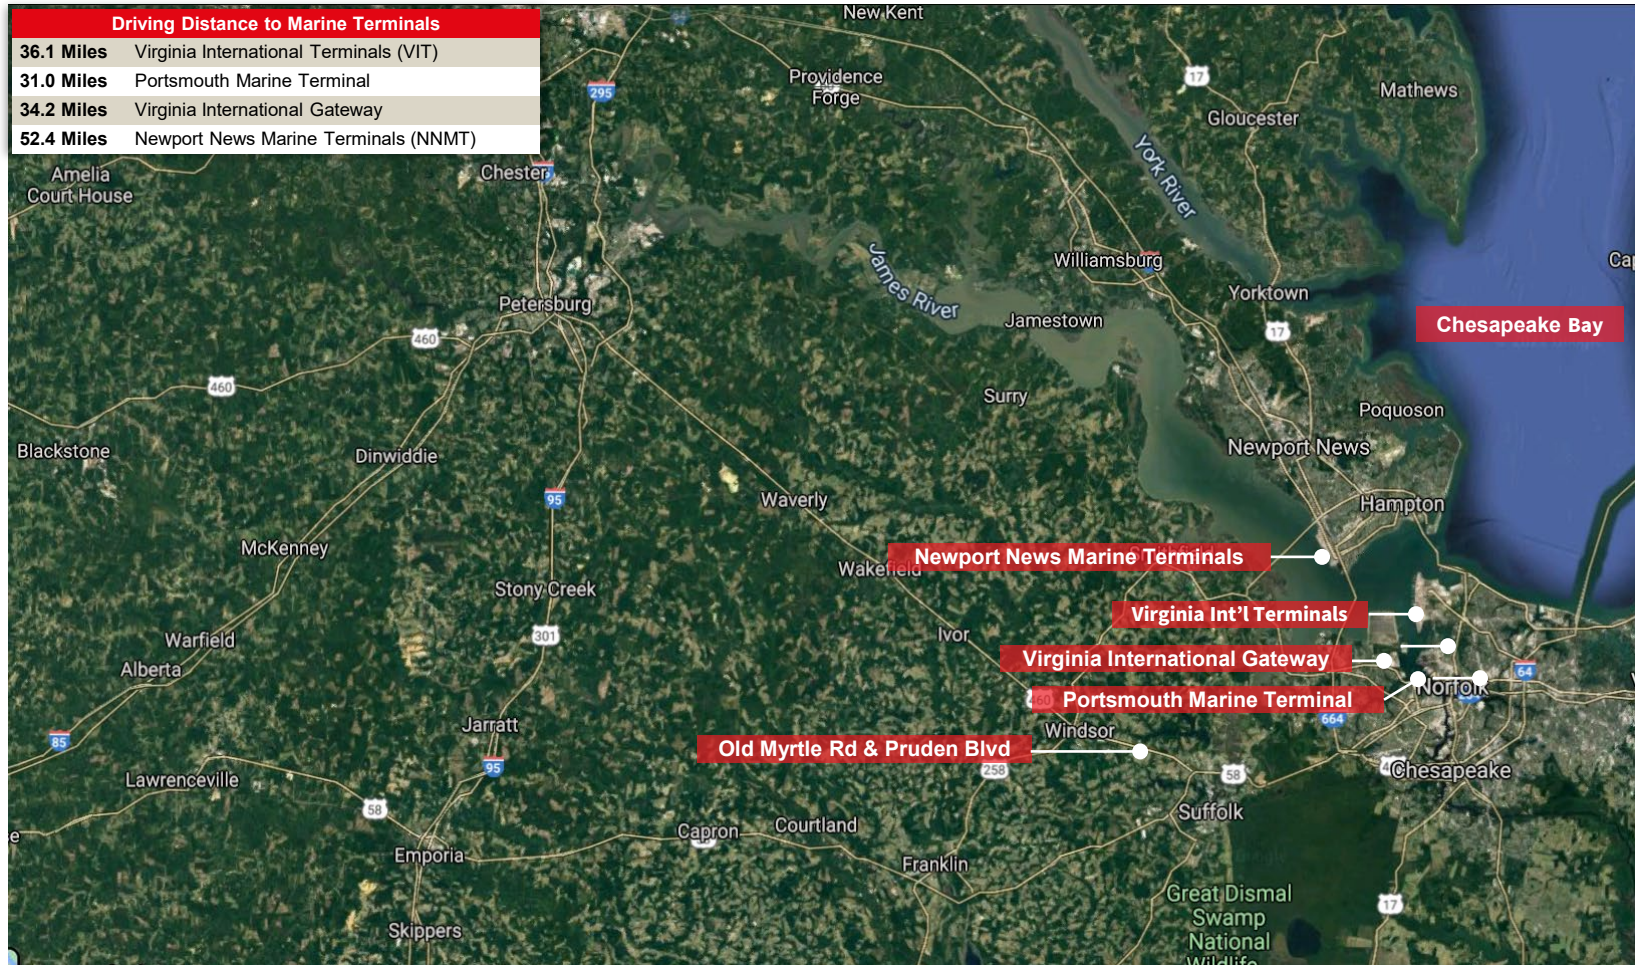 Driving Distance to Marine Terminals
36.1 Miles Virginia International Terminals (VIT)
31.0 Miles Portsmouth Marine Terminal
34.2 Miles Virginia International Gateway
52.4 Miles Newport News Marine Terminals (NNMT)
New Kent
Providence
Forge
295
17
Mathews
Gloucester
Amelia
Court House
Chester
York River
Williamsburg
James River
Yorktown
Petersburg
Jamestown
Chesapeake Bay
17
460
460
Surry
Poquoson
Blackstone
Dinwiddie
Newport News
95
Waverly
Hampton
McKenney
Newport News Marine Terminals
Wakefield
Stony Creek
Virginia Int'l Terminals
301
Ivor
Warfield
Alberta
Virginia International Gateway
64
Norfolk
Portsmouth Marine Terminal
664
Jarratt
Windsor
85
Old Myrtle Rd & Pruden Blvd
95
258
58
Chesapeake
Lawrenceville
58
Suffolk
Capron
Courtland
Emporia
Franklin
Great Dismal
Swamp
National
Wildlife
17
Skippers